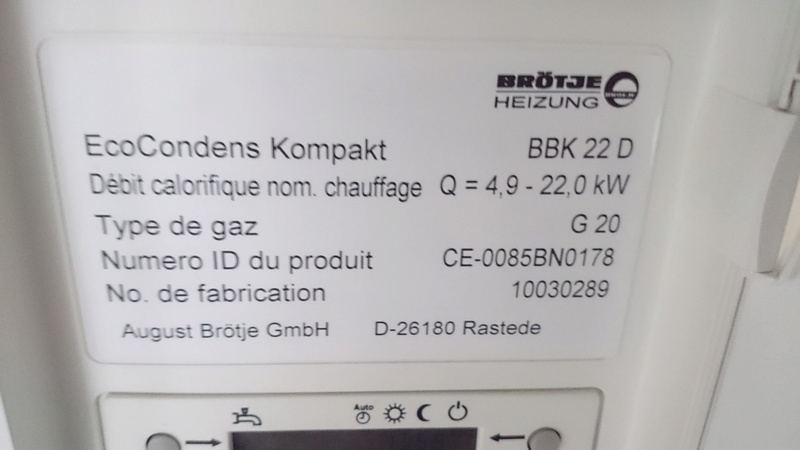 BRÖTJE
HEIZUNG
EcoCondens Kompakt BBK 22 D
Débit calorifique nom. chauffage Q = 4,9 - 22,0 kW
Type de gaz G 20
Numero ID du produit CE-0085BN0178
No. de fabrication 10030289
August Brötje GmbH D-26180 Rastede
Auto